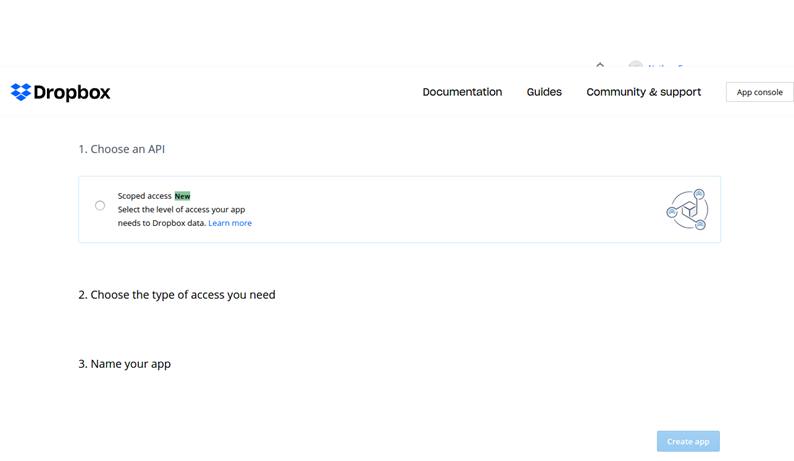 Dropbox
Documentation
Guides
Community & support
App console
1. Choose an API
Scoped access New
Select the level of access your app
needs to Dropbox data. Learn more
2. Choose the type of access you need
3. Name your app
Create app